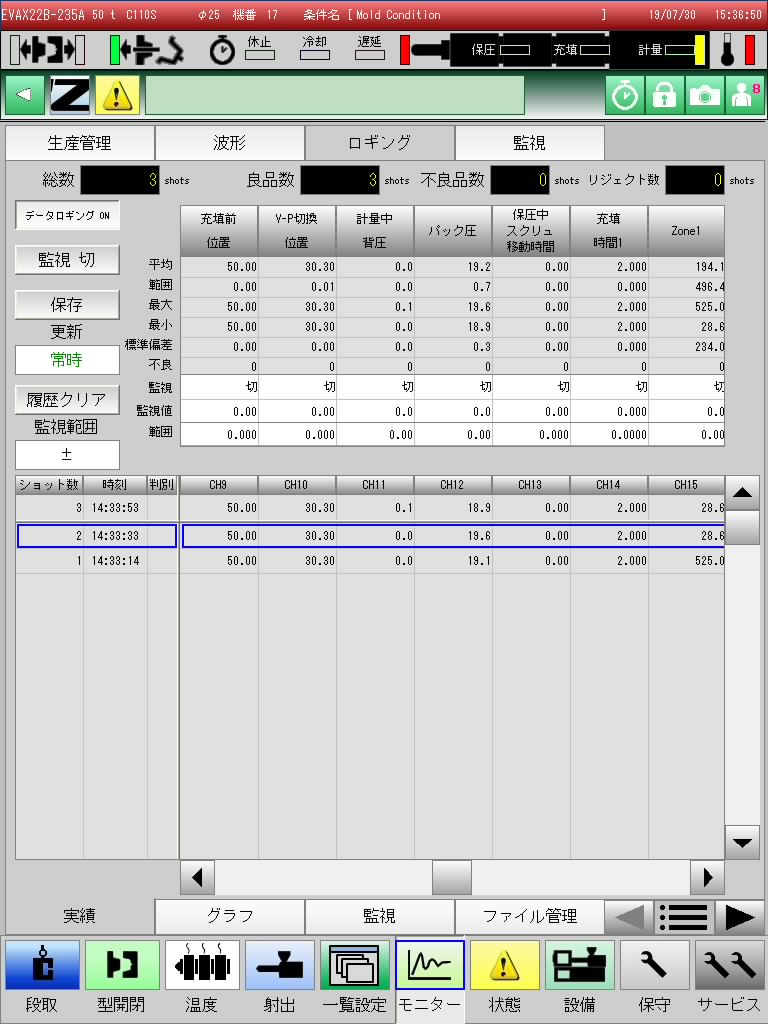 EVAX22B-235A 50 t C110S φ25 機番 17 条件名 [ Mold Condition ] 19/07/30 15:36:50
休止 冷却 遅延 保圧 充填 計量
8
生産管理 波形 ロギング 監視
総数 3 shots 良品数 3 shots 不良品数 0 shots リジェクト数 0 shots
データロギング ON
監視 切
保存
更新
常時
履歴クリア
監視範囲
±
充填前 位置 V-P切換 位置 計量中 背圧 パック圧 保圧中 スクリュ 移動時間 充填 時間1 Zone1
平均 50.00 30.30 0.0 19.2 0.00 2.000 194.1
範囲 0.00 0.01 0.0 0.7 0.00 0.000 496.4
最大 50.00 30.30 0.1 19.6 0.00 2.000 525.0
最小 50.00 30.30 0.0 18.9 0.00 2.000 28.6
標準偏差 0.00 0.00 0.0 0.3 0.00 0.000 234.0
不良 0 0 0 0 0 0 0
監視 切 切 切 切 切 切 切
監視値 0.00 0.00 0.0 0.0 0.00 0.000 0.0
範囲 0.000 0.000 0.00 0.00 0.000 0.0000 0.00
ショット数 時刻 判別 CH9 CH10 CH11 CH12 CH13 CH14 CH15
3 14:33:53 50.00 30.30 0.1 18.9 0.00 2.000 28.6
2 14:33:33 50.00 30.30 0.0 19.6 0.00 2.000 28.6
1 14:33:14 50.00 30.30 0.0 19.1 0.00 2.000 525.0
実績 グラフ 監視 ファイル管理
段取 型開閉 温度 射出 一覧設定 モニター 状態 設備 保守 サービス